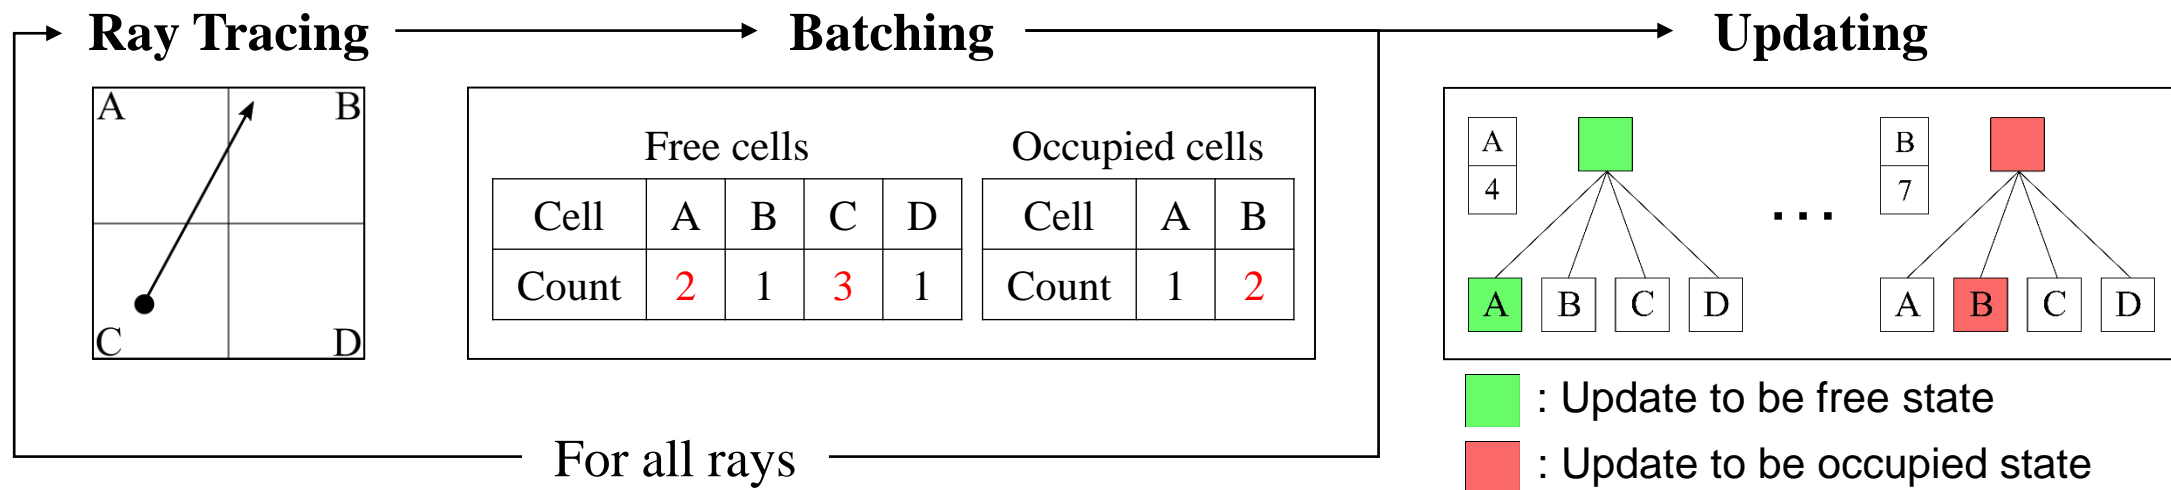 Ray Tracing
Batching
Updating
A
B
C
D
Free cells
Cell A B C D
Count 2 1 3 1
Occupied cells
Cell A B
Count 1 2
A
4
A B C D
...
B
7
A B C D
: Update to be free state
: Update to be occupied state
For all rays